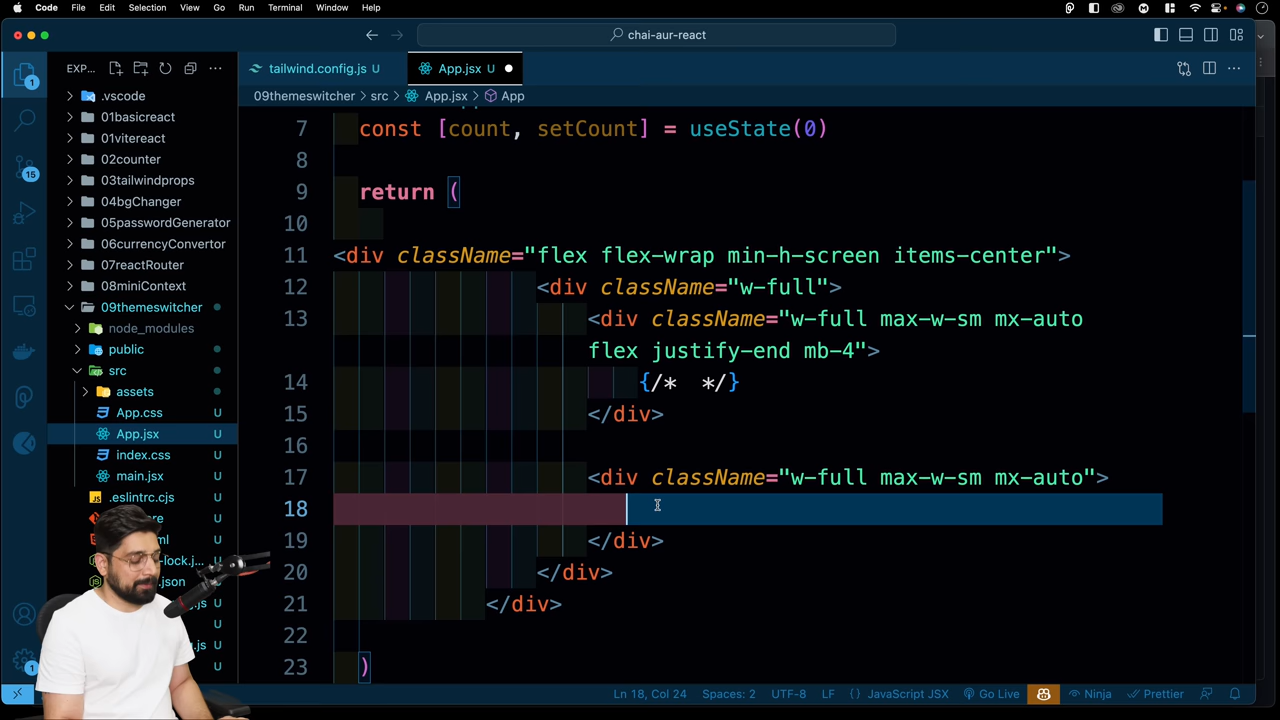 Code File Edit Selection View Go Run Terminal Window Help
chai-aur-react
EXP... tailwind.config.js U App.jsx U
09themeswitcher > src > App.jsx > App
.vscode
01basicreact
01vitereact
02counter
03tailwindprops
04bgChanger
05passwordGenerator
06currencyConvertor
07reactRouter
08miniContext
09themeswitcher
node_modules
public
src
assets
App.css U
App.jsx U
index.css U
main.jsx U
.eslintrc.cjs U
U
U
U
U
U
U
U
U
1
15
1
7 const [count, setCount] = useState(0)
8
9 return (
10
11 <div className="flex flex-wrap min-h-screen items-center">
12 <div className="w-full">
13 <div className="w-full max-w-sm mx-auto
flex justify-end mb-4">
14 {/*  */}
15 </div>
16
17 <div className="w-full max-w-sm mx-auto">
18
19 </div>
20 </div>
21 </div>
22
23 )
Ln 18, Col 24 Spaces: 2 UTF-8 LF {} JavaScript JSX Go Live Ninja Prettier